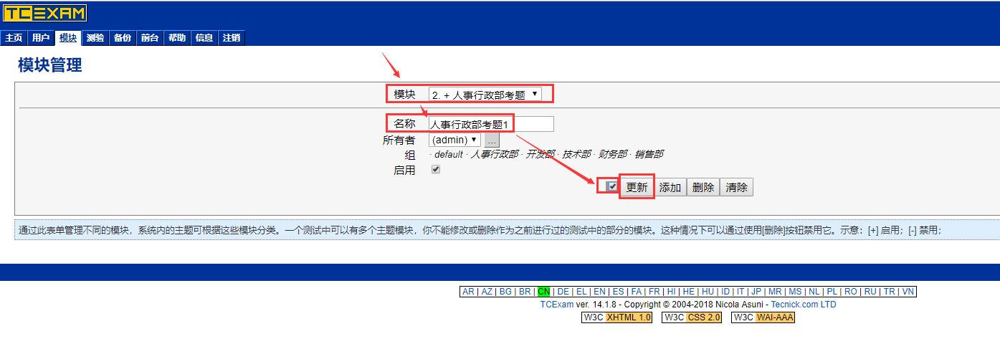 TCEXAM
主页 用户 模块 测验 备份 前台 帮助 信息 注销
模块管理
模块 2. + 人事行政部考题
名称 人事行政部考题1
所有者 (admin) ...
组 · default · 人事行政部 · 开发部 · 技术部 · 财务部 · 销售部
启用
更新 添加 删除 清除
通过此表单管理不同的模块，系统内的主题可根据这些模块分类。一个测试中可以有多个主题模块，你不能修改或删除作为之前进行过的测试中的部分的模块。这种情况下可以通过使用[删除]按钮禁用它。示意：[+] 启用；[-] 禁用；
AR | AZ | BG | BR | CN | DE | EL | EN | ES | FA | FR | HI | HE | HU | ID | IT | JP | MR | MS | NL | PL | RO | RU | TR | VN
TCExam ver. 14.1.8 - Copyright © 2004-2018 Nicola Asuni - Tecnick.com LTD
W3C XHTML 1.0 W3C CSS 2.0 W3C WAI-AAA